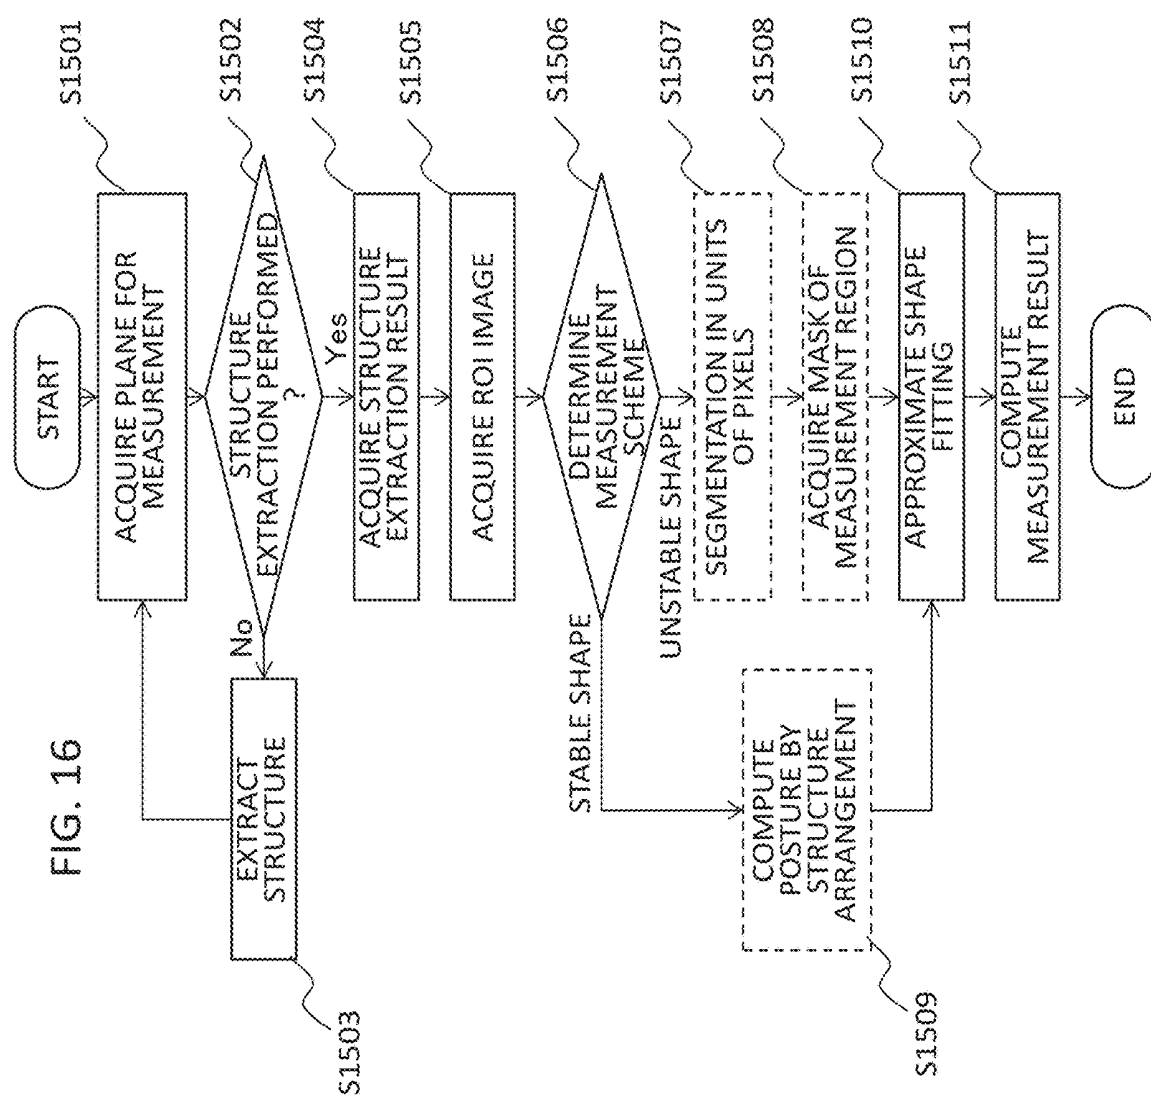 FIG. 16
START
ACQUIRE PLANE FOR
MEASUREMENT
S1501
STRUCTURE
EXTRACTION PERFORMED
?
S1502
No
Yes
EXTRACT
STRUCTURE
S1503
ACQUIRE STRUCTURE
EXTRACTION RESULT
S1504
ACQUIRE ROI IMAGE
S1505
DETERMINE
MEASUREMENT
SCHEME
S1506
STABLE SHAPE
UNSTABLE SHAPE
SEGMENTATION IN UNITS
OF PIXELS
S1507
ACQUIRE MASK OF
MEASUREMENT REGION
S1508
COMPUTE
POSTURE BY
STRUCTURE
ARRANGEMENT
S1509
APPROXIMATE SHAPE
FITTING
S1510
COMPUTE
MEASUREMENT RESULT
S1511
END